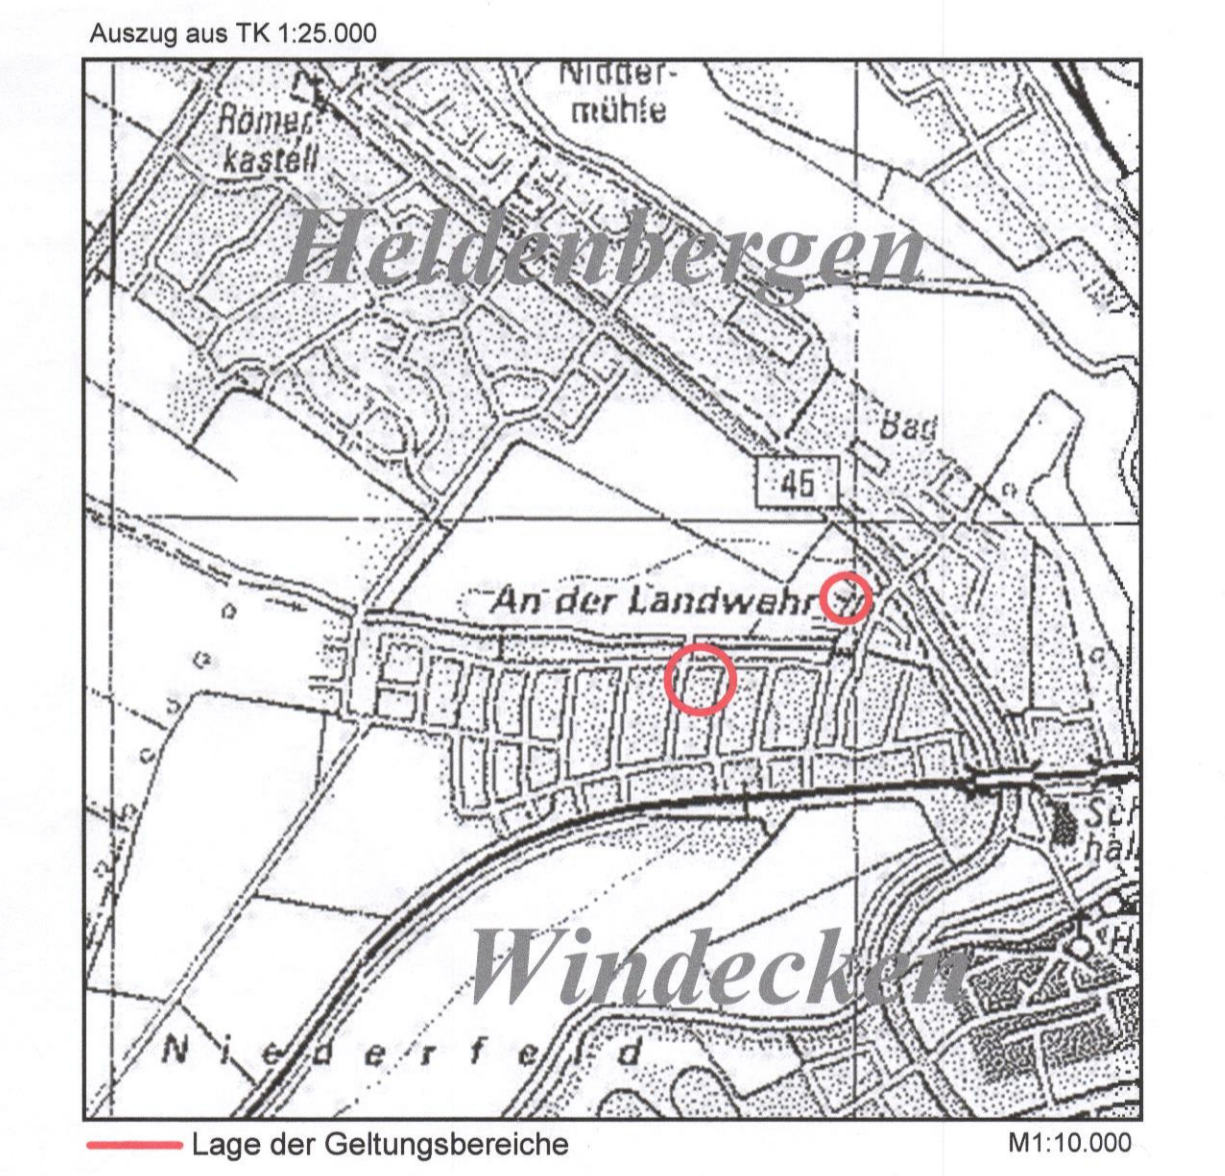 Auszug aus TK 1:25.000
Nidder-
mühle
Römer-
kastell
Heldenbergen
Bad
45
An der Landwehr
Windecken
Niederfeld
Lage der Geltungsbereiche
M1:10.000